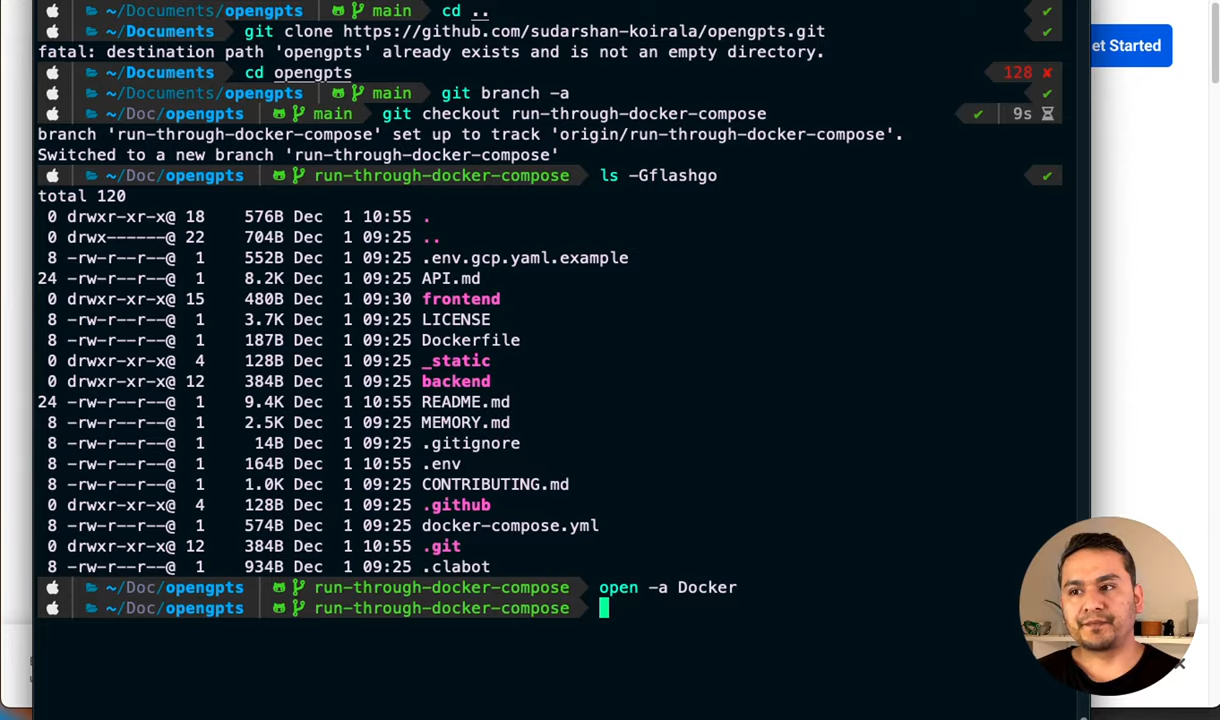 ~/Documents/opengpts main cd .. ✔
~/Documents git clone https://github.com/sudarshan-koirala/opengpts.git ✔
fatal: destination path 'opengpts' already exists and is not an empty directory.
~/Documents cd opengpts 128 ✘
~/Documents/opengpts main git branch -a ✔
~/Doc/opengpts main git checkout run-through-docker-compose ✔ 9s
branch 'run-through-docker-compose' set up to track 'origin/run-through-docker-compose'.
Switched to a new branch 'run-through-docker-compose'
~/Doc/opengpts run-through-docker-compose ls -Gflashgo ✔
total 120
0 drwxr-xr-x@ 18 576B Dec 1 10:55 .
0 drwx------@ 22 704B Dec 1 09:25 ..
8 -rw-r--r--@ 1 552B Dec 1 09:25 .env.gcp.yaml.example
24 -rw-r--r--@ 1 8.2K Dec 1 09:25 API.md
0 drwxr-xr-x@ 15 480B Dec 1 09:30 frontend
8 -rw-r--r--@ 1 3.7K Dec 1 09:25 LICENSE
8 -rw-r--r--@ 1 187B Dec 1 09:25 Dockerfile
0 drwxr-xr-x@ 4 128B Dec 1 09:25 _static
0 drwxr-xr-x@ 12 384B Dec 1 09:25 backend
24 -rw-r--r--@ 1 9.4K Dec 1 10:55 README.md
8 -rw-r--r--@ 1 2.5K Dec 1 09:25 MEMORY.md
8 -rw-r--r--@ 1 14B Dec 1 09:25 .gitignore
8 -rw-r--r--@ 1 164B Dec 1 10:55 .env
8 -rw-r--r--@ 1 1.0K Dec 1 09:25 CONTRIBUTING.md
0 drwxr-xr-x@ 4 128B Dec 1 09:25 .github
8 -rw-r--r--@ 1 574B Dec 1 09:25 docker-compose.yml
0 drwxr-xr-x@ 12 384B Dec 1 10:55 .git
8 -rw-r--r--@ 1 934B Dec 1 09:25 .clabot
~/Doc/opengpts run-through-docker-compose open -a Docker
~/Doc/opengpts run-through-docker-compose
et Started